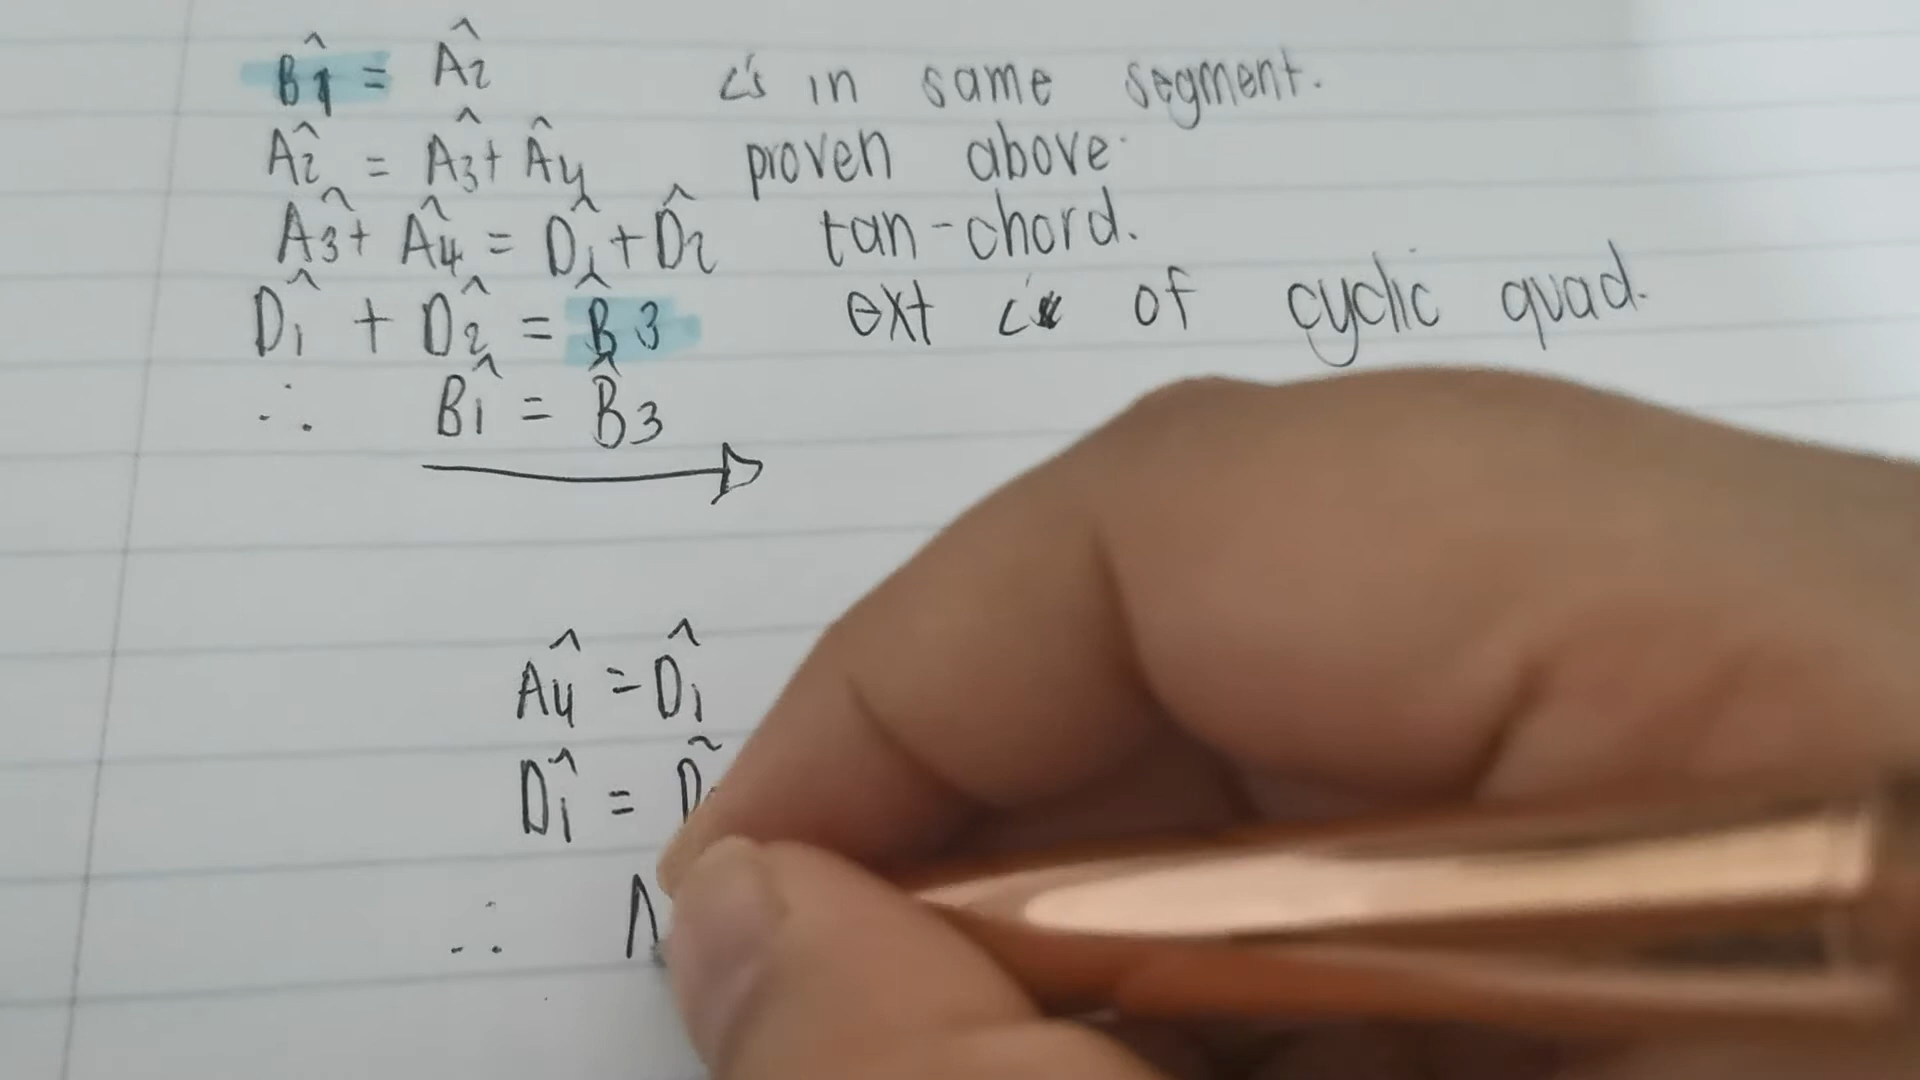 B̂1 = Â2 ∠'s in same segment.
Â2 = Â3 + Â4 proven above.
Â3 + Â4 = D̂1 + D̂2 tan-chord.
D̂1 + D̂2 = B̂3 ext ∠ of cyclic quad.
∴ B̂1 = B̂3
Â4 = D̂1
D̂1 =
∴